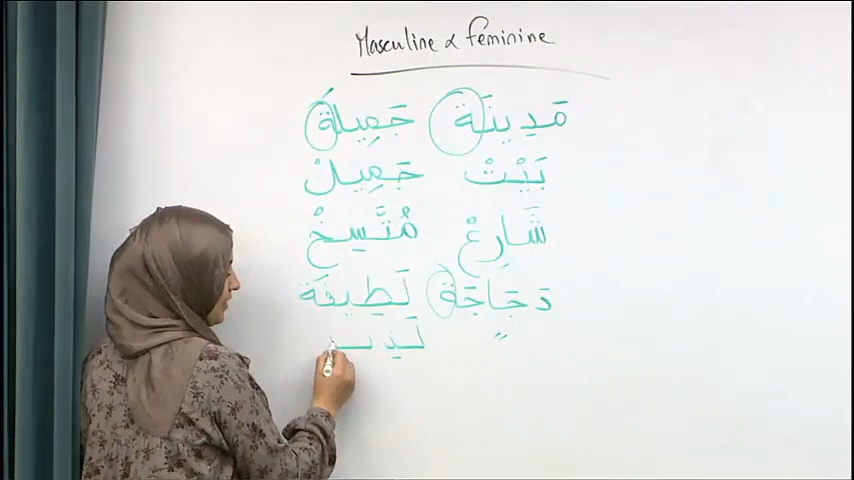 Masculine & feminine
مَدِينَة جَمِيلَة
بَيْتْ جَمِيلْ
شَارِعْ مُتَّسِخْ
دَجَاجَة لَطِيفَة